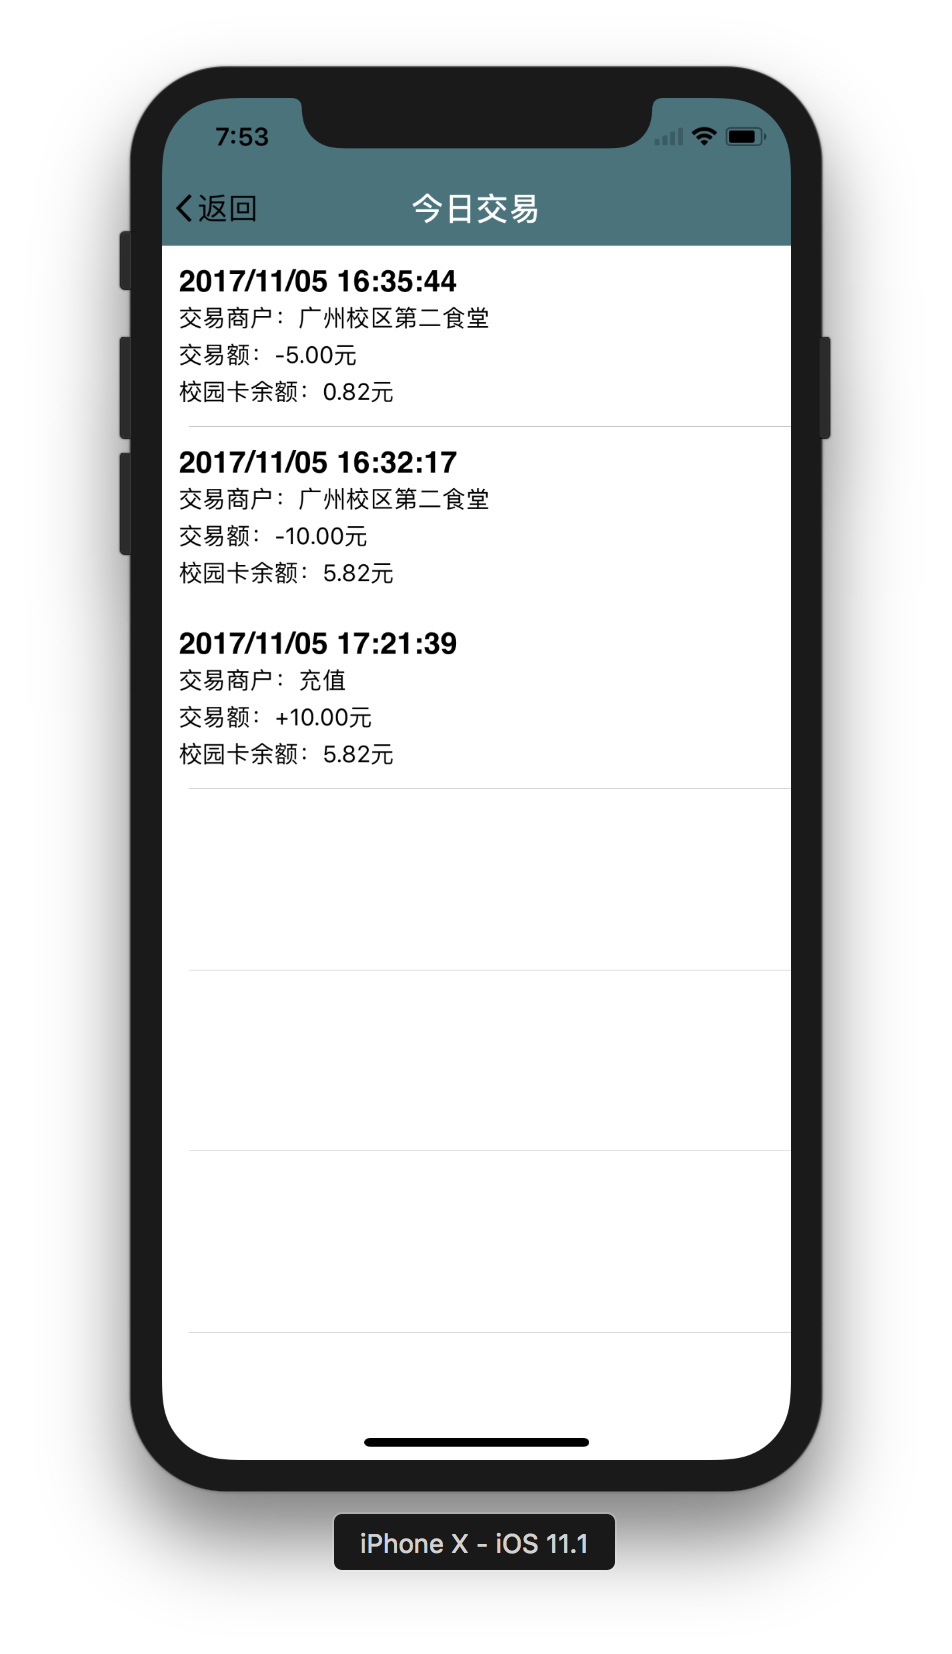 7:53
返回
今日交易
2017/11/05 16:35:44
交易商户：广州校区第二食堂
交易额：-5.00元
校园卡余额：0.82元
2017/11/05 16:32:17
交易商户：广州校区第二食堂
交易额：-10.00元
校园卡余额：5.82元
2017/11/05 17:21:39
交易商户：充值
交易额：+10.00元
校园卡余额：5.82元
iPhone X - iOS 11.1